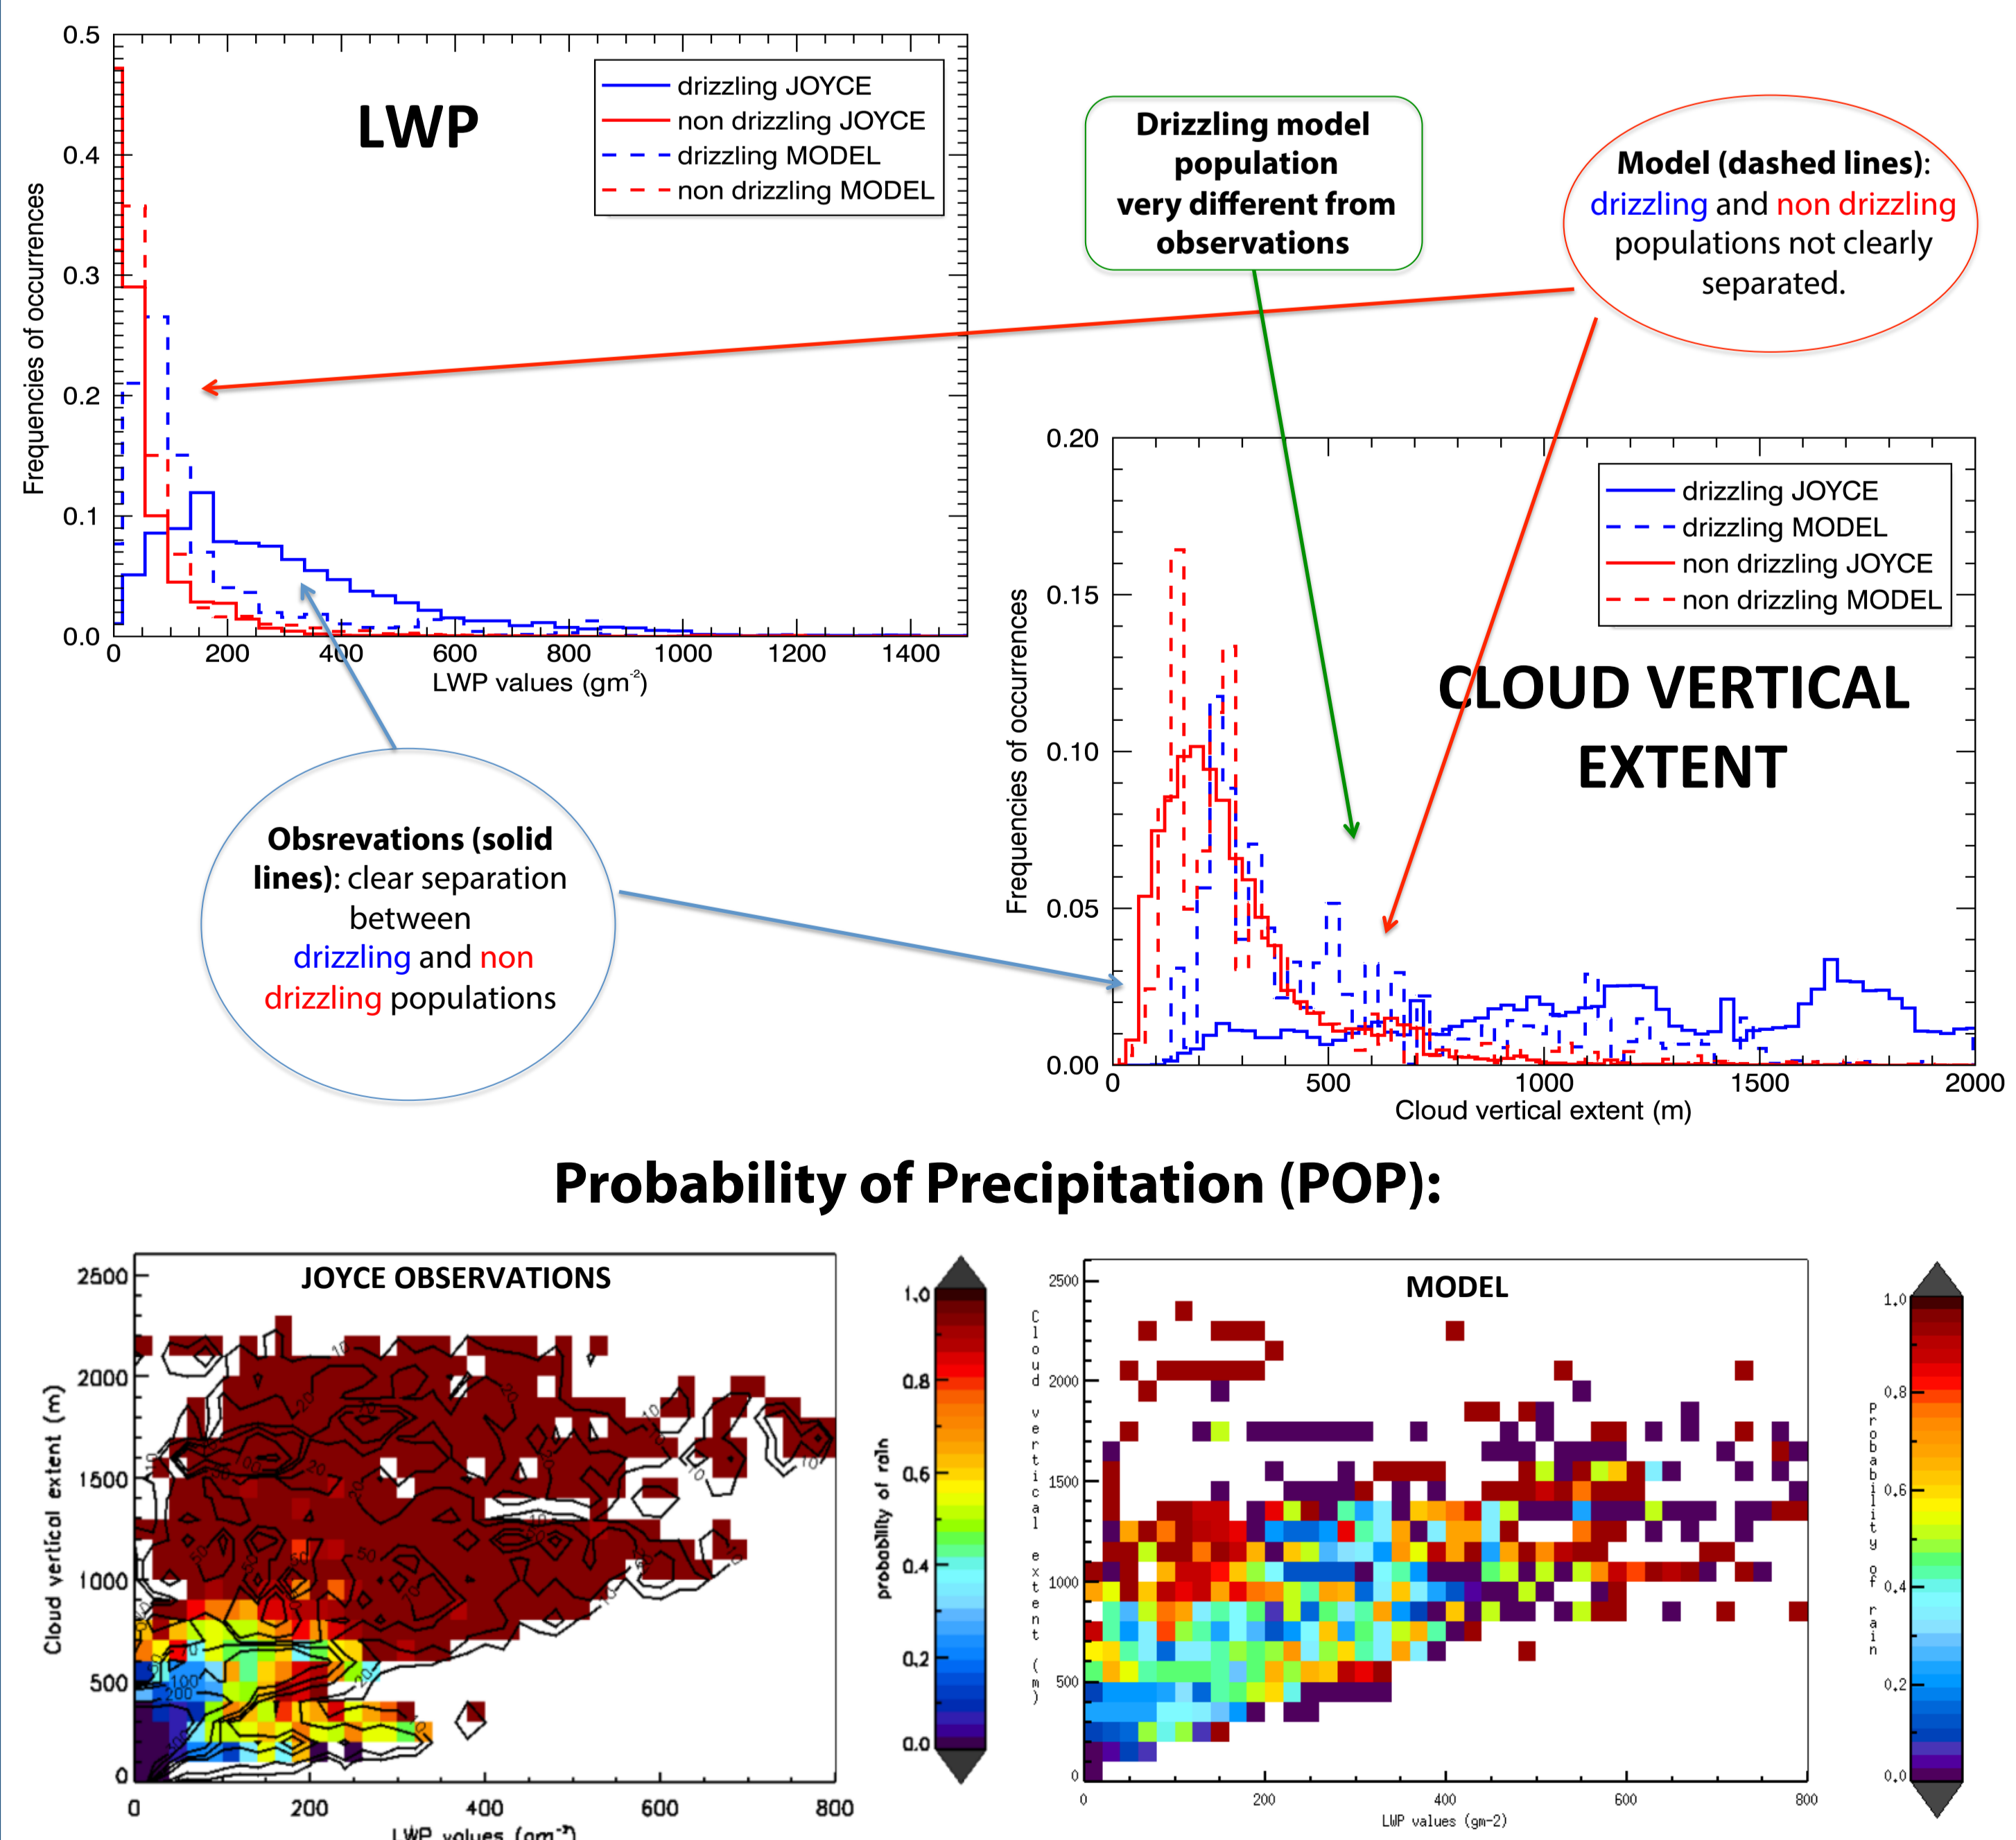 LWP
0.5
0.4
0.3
0.2
0.1
0.0
Frequencies of occurrences
drizzling JOYCE
non drizzling JOYCE
drizzling MODEL
non drizzling MODEL
0 200 400 600 800 1000 1200 1400
LWP values (gm-2)
Drizzling model
population
very different from
observations
Model (dashed lines):
drizzling and non drizzling
populations not clearly
separated.
Obsrevations (solid
lines): clear separation
between
drizzling and non
drizzling populations
0.20
0.15
0.10
0.05
0.00
Frequencies of occurrences
drizzling JOYCE
drizzling MODEL
non drizzling JOYCE
non drizzling MODEL
CLOUD VERTICAL
EXTENT
0 500 1000 1500 2000
Cloud vertical extent (m)
Probability of Precipitation (POP):
JOYCE OBSERVATIONS
2500
2000
1500
1000
500
0
Cloud vertical extent (m)
0 200 400 600 800
LWP values (gm-2)
1.0
0.8
0.6
0.4
0.2
0.0
probability of rain
MODEL
2500
2000
1500
1000
500
0
Cloud vertical extent (m)
0 200 400 600 800
LWP values (gm-2)
1.0
0.8
0.6
0.4
0.2
0.0
Probability of rain